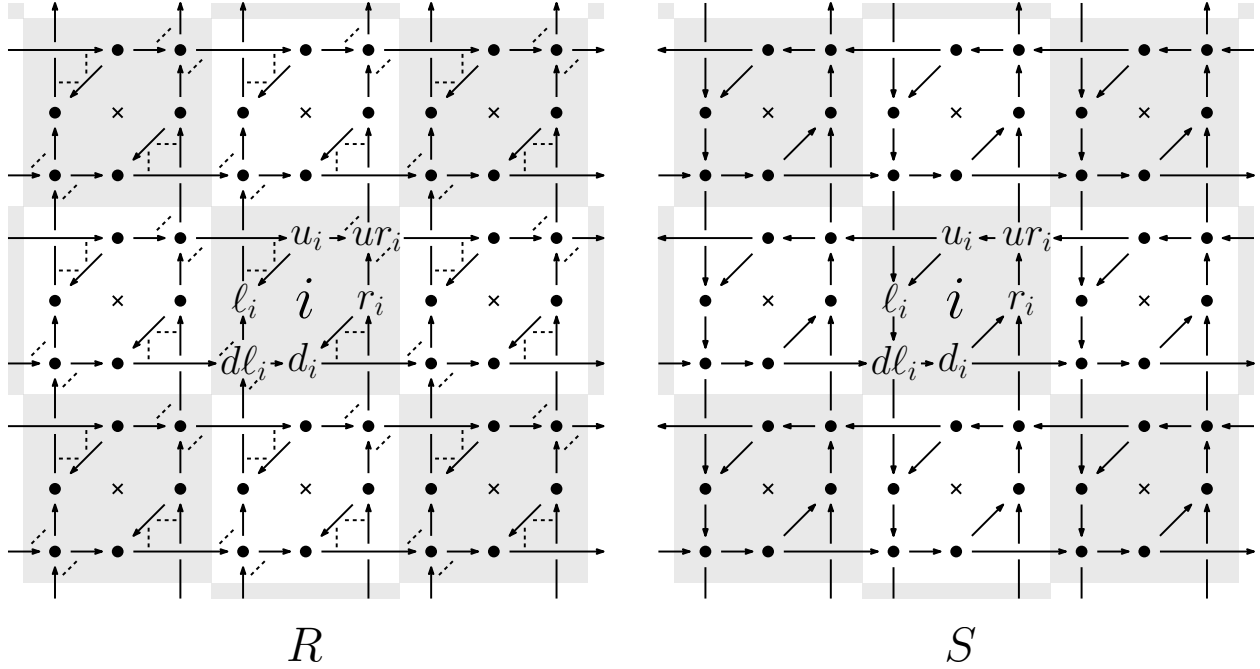 u_i ur_i u_i ur_i
ℓ_i i r_i ℓ_i i r_i
dℓ_i d_i dℓ_i d_i
R S